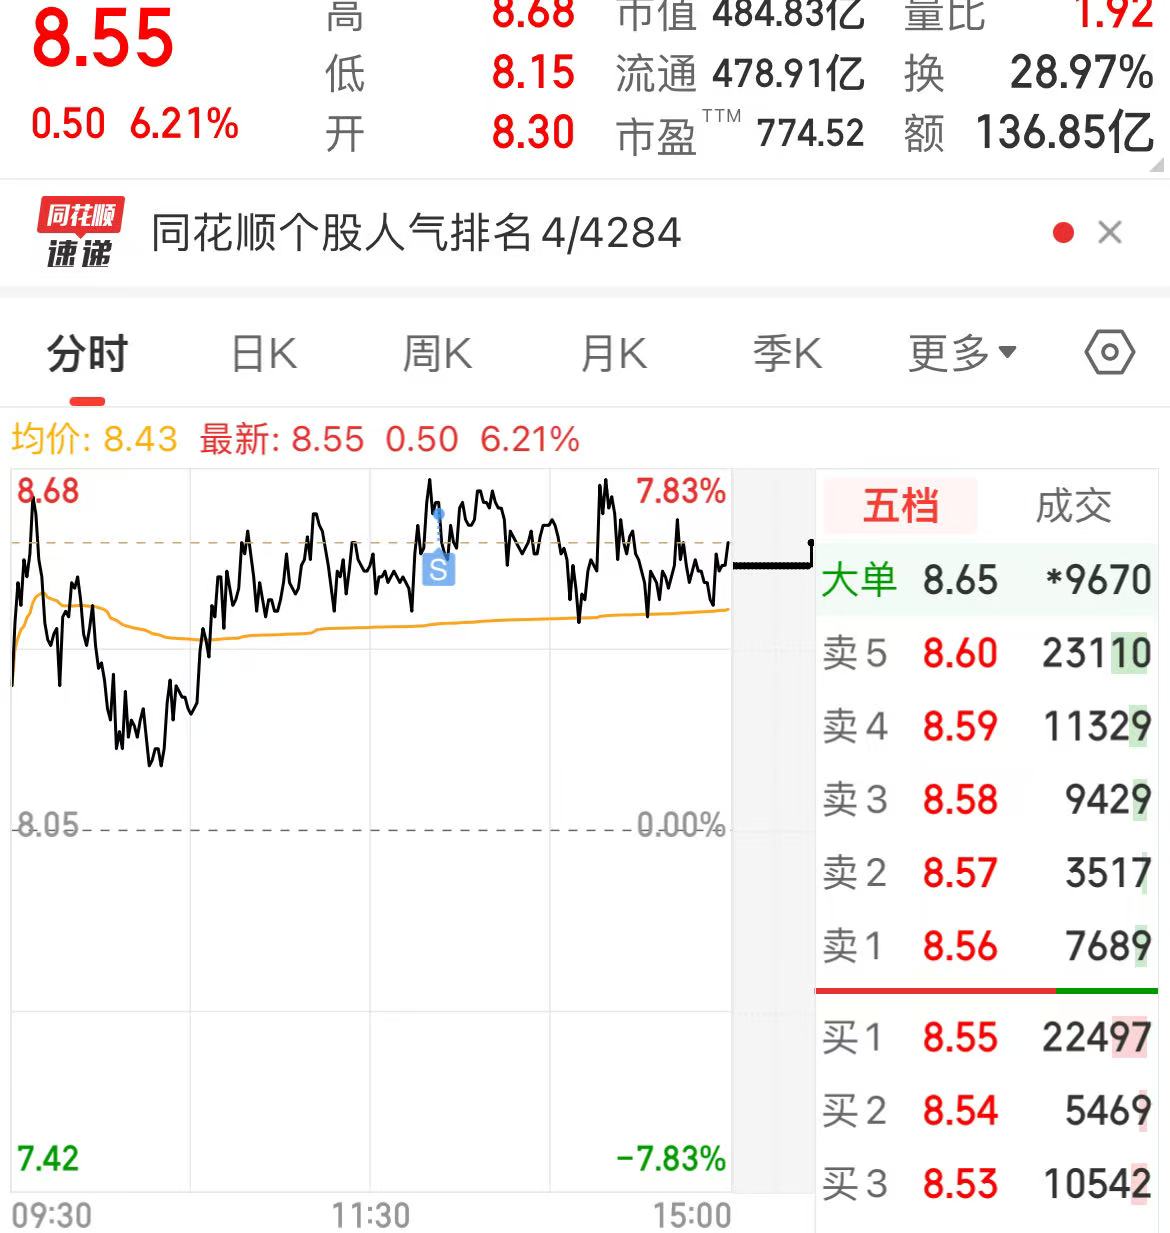 8.55 高 8.68 市值 484.83亿 量比 1.92
低 8.15 流通 478.91亿 换 28.97%
0.50 6.21% 开 8.30 市盈TTM 774.52 额 136.85亿
同花顺 速递 同花顺个股人气排名4/4284
分时 日K 周K 月K 季K 更多
均价: 8.43 最新: 8.55 0.50 6.21%
8.68 7.83% 五档 成交
S 大单 8.65 *9670
卖5 8.60 23110
卖4 8.59 11329
8.05 0.00% 卖3 8.58 9429
卖2 8.57 3517
卖1 8.56 7689
买1 8.55 22497
买2 8.54 5469
7.42 -7.83% 买3 8.53 10542
09:30 11:30 15:00